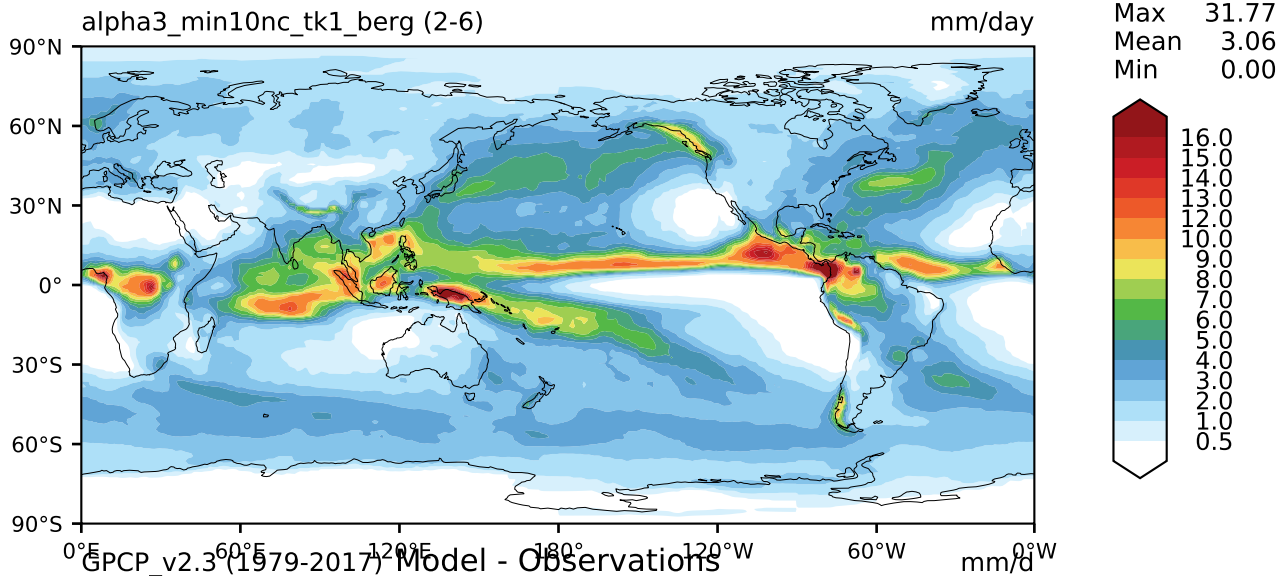 alpha3_min10nc_tk1_berg (2-6) mm/day
Max 31.77
Mean 3.06
Min 0.00
90°N
60°N
30°N
0°
30°S
60°S
90°S
16.0
15.0
14.0
13.0
12.0
10.0
9.0
8.0
7.0
6.0
5.0
4.0
3.0
2.0
1.0
0.5
0°E 60°E 120°E 180° 120°W 60°W 0°W
GPCP_v2.3 (1979-2017) Model - Observations mm/d